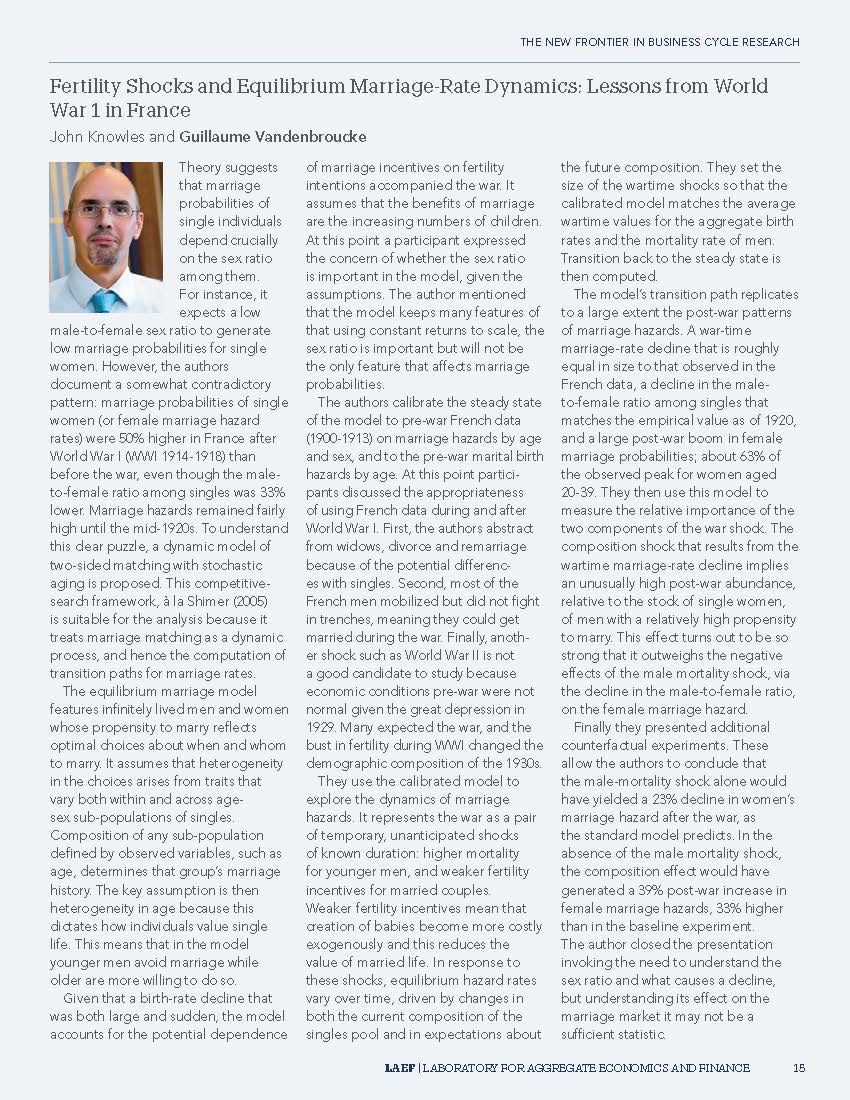 THE NEW FRONTIER IN BUSINESS CYCLE RESEARCH
Fertility Shocks and Equilibrium Marriage-Rate Dynamics: Lessons from World
War 1 in France
John Knowles and Guillaume Vandenbroucke
Theory suggests
that marriage
probabilities of
single individuals
depend crucially
on the sex ratio
among them.
For instance, it
expects a low
male-to-female sex ratio to generate
low marriage probabilities for single
women. However, the authors
document a somewhat contradictory
pattern: marriage probabilities of single
women (or female marriage hazard
rates) were 50% higher in France after
World War I (WWI 1914-1918) than
before the war, even though the male-
to-female ratio among singles was 33%
lower. Marriage hazards remained fairly
high until the mid-1920s. To understand
this clear puzzle, a dynamic model of
two-sided matching with stochastic
aging is proposed. This competitive-
search framework, à la Shimer (2005)
is suitable for the analysis because it
treats marriage matching as a dynamic
process, and hence the computation of
transition paths for marriage rates.
The equilibrium marriage model
features infinitely lived men and women
whose propensity to marry reflects
optimal choices about when and whom
to marry. It assumes that heterogeneity
in the choices arises from traits that
vary both within and across age-
sex sub-populations of singles.
Composition of any sub-population
defined by observed variables, such as
age, determines that group's marriage
history. The key assumption is then
heterogeneity in age because this
dictates how individuals value single
life. This means that in the model
younger men avoid marriage while
older are more willing to do so.
Given that a birth-rate decline that
was both large and sudden, the model
accounts for the potential dependence
of marriage incentives on fertility
intentions accompanied the war. It
assumes that the benefits of marriage
are the increasing numbers of children.
At this point a participant expressed
the concern of whether the sex ratio
is important in the model, given the
assumptions. The author mentioned
that the model keeps many features of
that using constant returns to scale, the
sex ratio is important but will not be
the only feature that affects marriage
probabilities.
The authors calibrate the steady state
of the model to pre-war French data
(1900-1913) on marriage hazards by age
and sex, and to the pre-war marital birth
hazards by age. At this point partici-
pants discussed the appropriateness
of using French data during and after
World War I. First, the authors abstract
from widows, divorce and remarriage
because of the potential differenc-
es with singles. Second, most of the
French men mobilized but did not fight
in trenches, meaning they could get
married during the war. Finally, anoth-
er shock such as World War II is not
a good candidate to study because
economic conditions pre-war were not
normal given the great depression in
1929. Many expected the war, and the
bust in fertility during WWI changed the
demographic composition of the 1930s.
They use the calibrated model to
explore the dynamics of marriage
hazards. It represents the war as a pair
of temporary, unanticipated shocks
of known duration: higher mortality
for younger men, and weaker fertility
incentives for married couples.
Weaker fertility incentives mean that
creation of babies become more costly
exogenously and this reduces the
value of married life. In response to
these shocks, equilibrium hazard rates
vary over time, driven by changes in
both the current composition of the
singles pool and in expectations about
the future composition. They set the
size of the wartime shocks so that the
calibrated model matches the average
wartime values for the aggregate birth
rates and the mortality rate of men.
Transition back to the steady state is
then computed.
The model's transition path replicates
to a large extent the post-war patterns
of marriage hazards. A war-time
marriage-rate decline that is roughly
equal in size to that observed in the
French data, a decline in the male-
to-female ratio among singles that
matches the empirical value as of 1920,
and a large post-war boom in female
marriage probabilities; about 63% of
the observed peak for women aged
20-39. They then use this model to
measure the relative importance of the
two components of the war shock. The
composition shock that results from the
wartime marriage-rate decline implies
an unusually high post-war abundance,
relative to the stock of single women,
of men with a relatively high propensity
to marry. This effect turns out to be so
strong that it outweighs the negative
effects of the male mortality shock, via
the decline in the male-to-female ratio,
on the female marriage hazard.
Finally they presented additional
counterfactual experiments. These
allow the authors to conclude that
the male-mortality shock alone would
have yielded a 23% decline in women's
marriage hazard after the war, as
the standard model predicts. In the
absence of the male mortality shock,
the composition effect would have
generated a 39% post-war increase in
female marriage hazards, 33% higher
than in the baseline experiment.
The author closed the presentation
invoking the need to understand the
sex ratio and what causes a decline,
but understanding its effect on the
marriage market it may not be a
sufficient statistic.
LAEF | LABORATORY FOR AGGREGATE ECONOMICS AND FINANCE 15